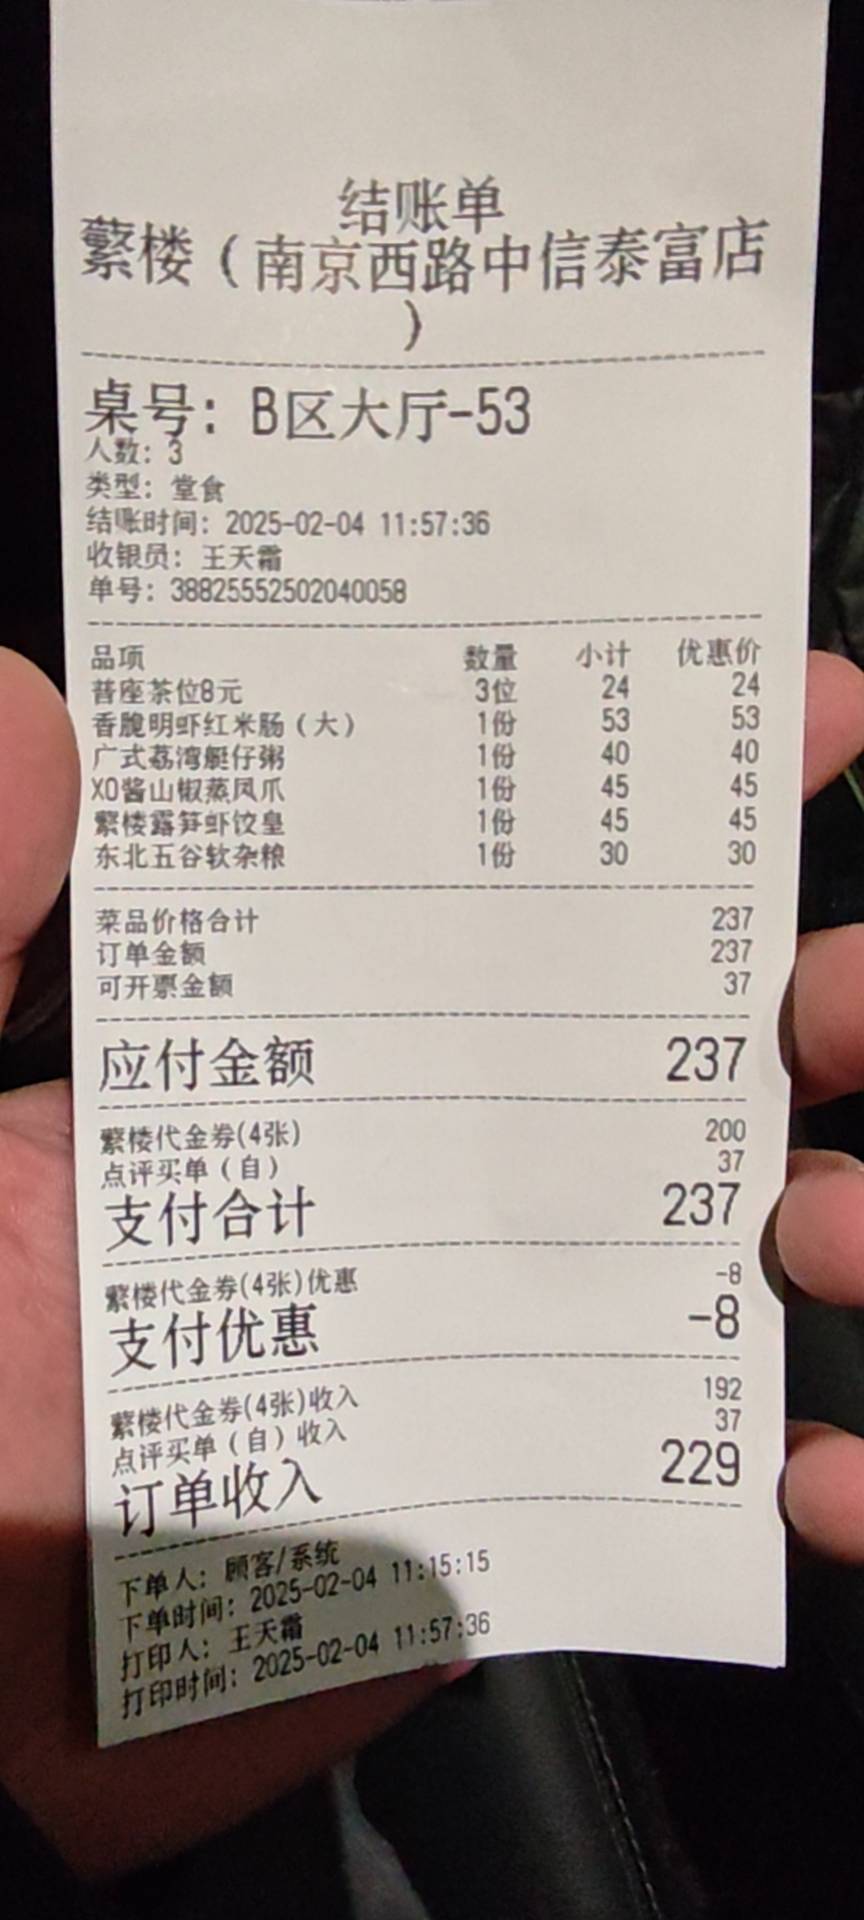 结账单
蘩楼（南京西路中信泰富店
）
桌号：B区大厅-53
人数：3
类型：堂食
结账时间：2025-02-04 11:57:36
收银员：王天霜
单号：38825552502040058
品项 数量 小计 优惠价
普座茶位8元 3位 24 24
香脆明虾红米肠（大） 1份 53 53
广式荔湾艇仔粥 1份 40 40
XO酱山椒蒸凤爪 1份 45 45
蘩楼露笋虾饺皇 1份 45 45
东北五谷软杂粮 1份 30 30
菜品价格合计 237
订单金额 237
可开票金额 37
应付金额 237
蘩楼代金券(4张) 200
点评买单（自） 37
支付合计 237
蘩楼代金券(4张)优惠 -8
支付优惠 -8
蘩楼代金券(4张)收入 192
点评买单（自）收入 37
订单收入 229
下单人：顾客/系统
下单时间：2025-02-04 11:15:15
打印人：王天霜
打印时间：2025-02-04 11:57:36